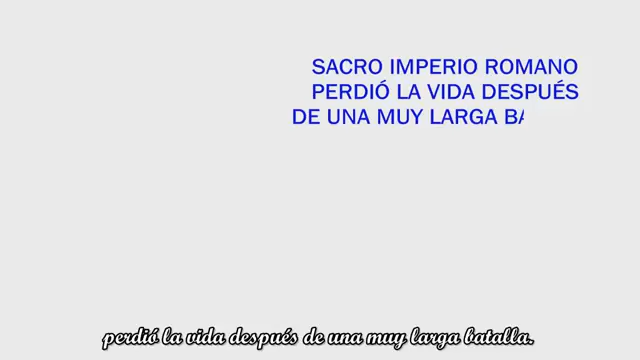 SACRO IMPERIO ROMANO
PERDIÓ LA VIDA DESPUÉS
DE UNA MUY LARGA BA
perdió la vida después de una muy larga batalla.